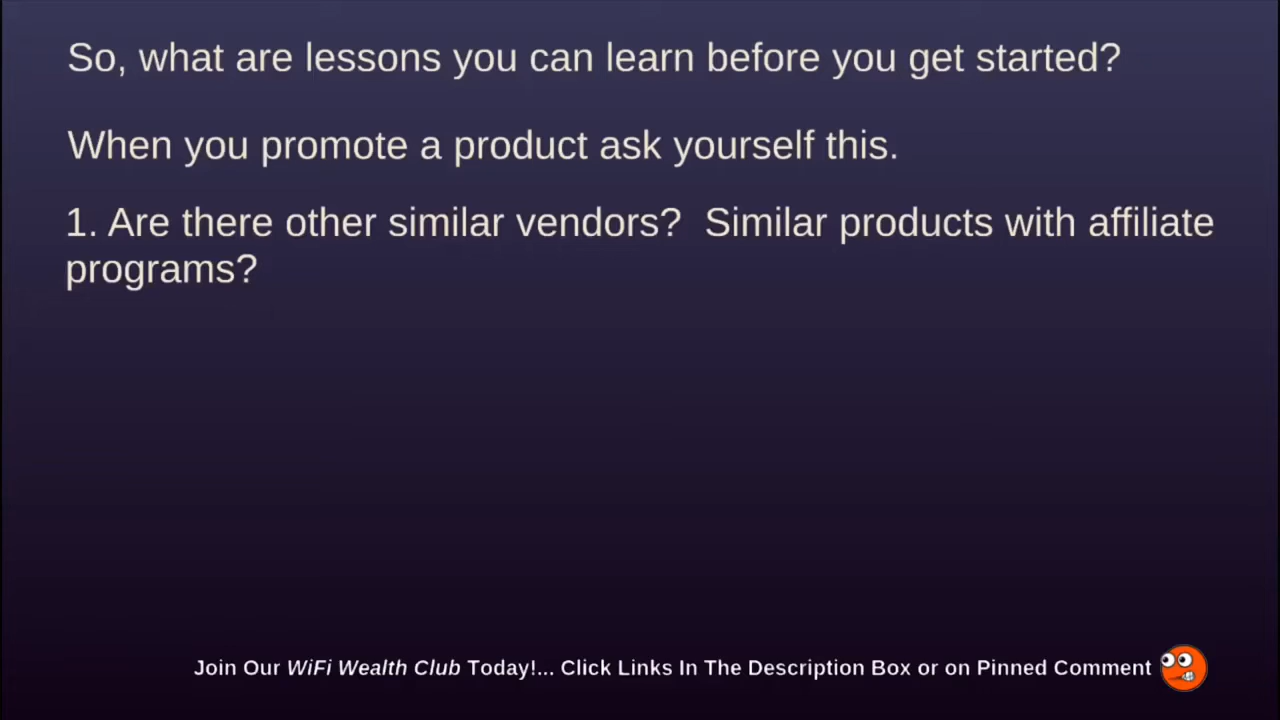 So, what are lessons you can learn before you get started?
When you promote a product ask yourself this.
1. Are there other similar vendors?  Similar products with affiliate
programs?
Join Our WiFi Wealth Club Today!... Click Links In The Description Box or on Pinned Comment